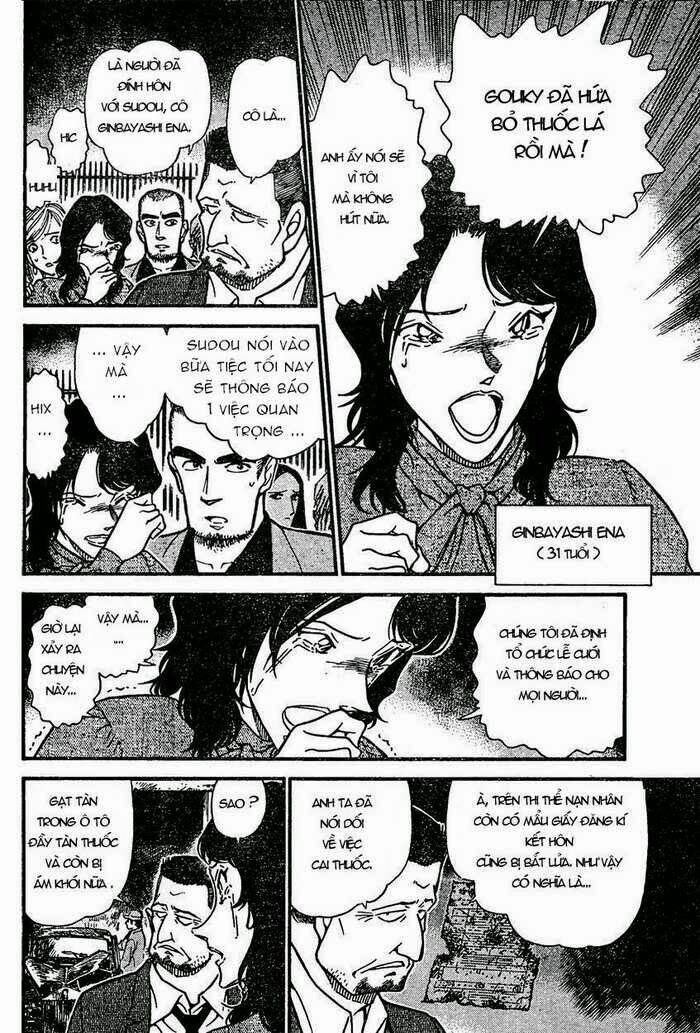 GOUKY ĐÃ HỨA
BỎ THUỐC LÁ
RỒI MÀ !
ANH ẤY NÓI SẼ
VÌ TÔI
MÀ KHÔNG
HÚT NỮA.
GINBAYASHI ENA
( 31 TUỔI )
CÔ LÀ...
LÀ NGƯỜI ĐÃ
ĐÍNH HÔN
VỚI SUDOU, CÔ
GINBAYASHI ENA.
HIC
HUHU
SUDOU NÓI VÀO
BỮA TIỆC TỐI NAY
SẼ THÔNG BÁO
1 VIỆC QUAN
TRỌNG ...
... VẬY
MÀ
...
HIX
...
CHÚNG TÔI ĐÃ ĐỊNH
TỔ CHỨC LỄ CƯỚI
VÀ THÔNG BÁO CHO
MỌI NGƯỜI...
VẬY MÀ...
....
GIỜ LẠI
XẢY RA
CHUYỆN
NÀY...
À, TRÊN THI THỂ NẠN NHÂN
CÒN CÓ MẨU GIẤY ĐĂNG KÍ
KẾT HÔN
CŨNG BỊ BẮT LỬA. NHƯ VẬY
CÓ NGHĨA LÀ...
ANH TA ĐÃ
NÓI DỐI
VỀ VIỆC
CAI THUỐC.
SAO ?
GẠT TÀN
TRONG Ô TÔ
ĐẦY TÀN THUỐC
VÀ CÒN BỊ
ÁM KHÓI NỮA .